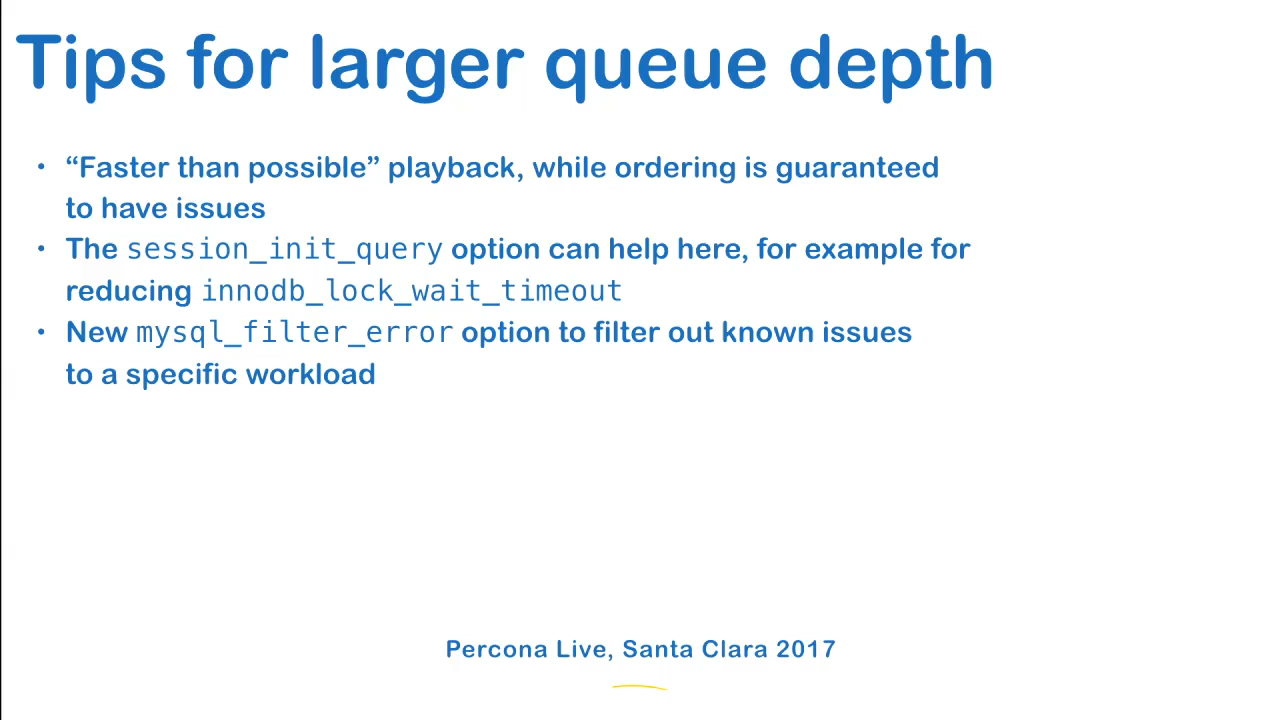 Tips for larger queue depth
• “Faster than possible” playback, while ordering is guaranteed
to have issues
• The session_init_query option can help here, for example for
reducing innodb_lock_wait_timeout
• New mysql_filter_error option to filter out known issues
to a specific workload
Percona Live, Santa Clara 2017